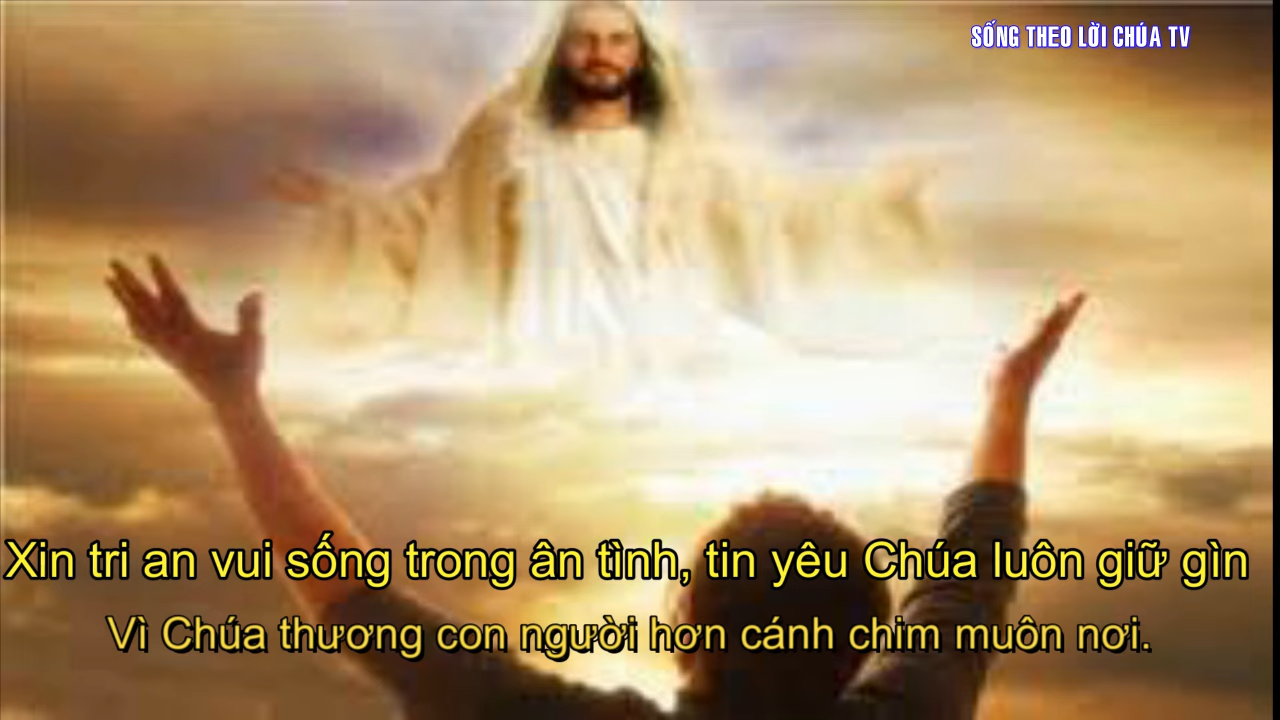 SỐNG THEO LỜI CHÚA TV
Xin tri an vui sống trong ân tình, tin yêu Chúa luôn giữ gìn
Vì Chúa thương con người hơn cánh chim muôn nơi.